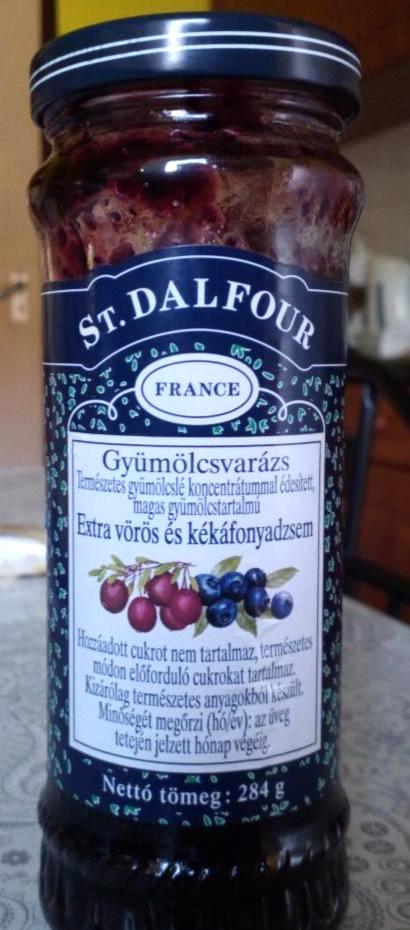 ST. DALFOUR
FRANCE
Gyümölcsvarázs
Természetes gyümölcslé koncentrátummal édesített,
magas gyümölcstartalmú
Extra vörös és kékáfonyadzsem
Hozzáadott cukrot nem tartalmaz, természetes
módon előforduló cukrokat tartalmaz.
Kizárólag természetes anyagokból készült.
Minőségét megőrzi (hó/év): az üveg
tetején jelzett hónap végéig.
Nettó tömeg: 284 g